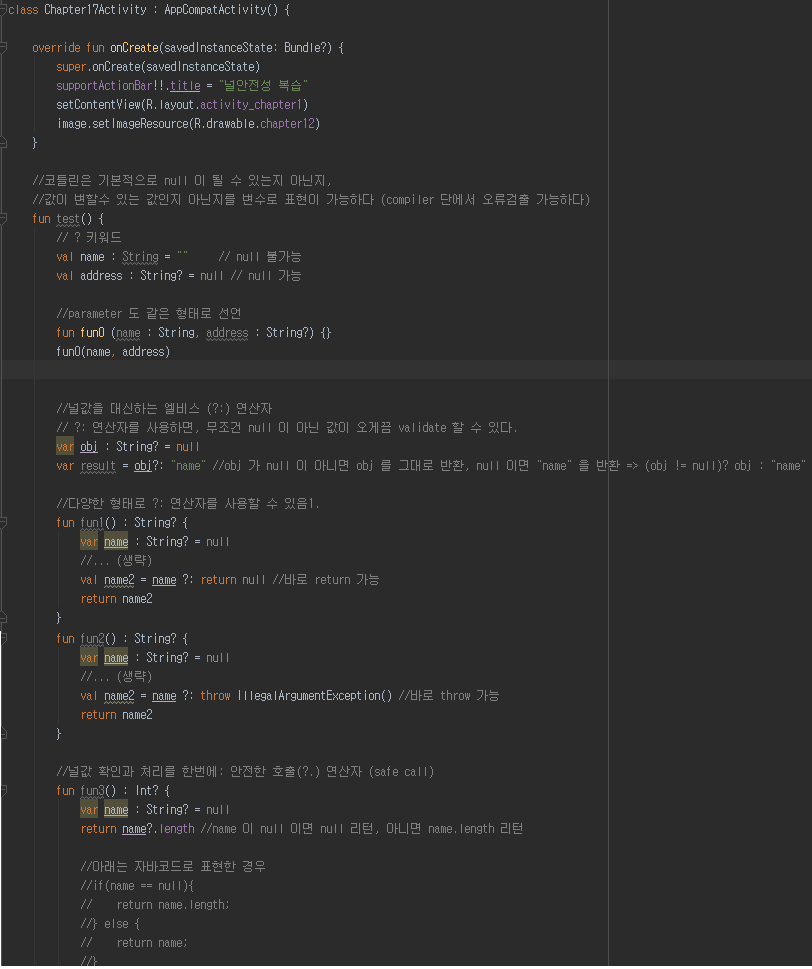 class Chapter17Activity : AppCompatActivity() {
override fun onCreate(savedInstanceState: Bundle?) {
super.onCreate(savedInstanceState)
supportActionBar!!.title = "널안전성 복습"
setContentView(R.layout.activity_chapter1)
image.setImageResource(R.drawable.chapter12)
}
//코틀린은 기본적으로 null 이 될 수 있는지 아닌지,
//값이 변할수 있는 값인지 아닌지를 변수로 표현이 가능하다 (compiler 단에서 오류검출 가능하다)
fun test() {
// ? 키워드
val name : String = "" // null 불가능
val address : String? = null // null 가능
//parameter 도 같은 형태로 선언
fun fun0 (name : String, address : String?) {}
fun0(name, address)
//널값을 대신하는 엘비스 (?:) 연산자
// ?: 연산자를 사용하면, 무조건 null 이 아닌 값이 오게끔 validate 할 수 있다.
var obj : String? = null
var result = obj?: "name" //obj 가 null 이 아니면 obj 를 그대로 반환, null 이면 "name" 을 반환 => (obj != null)? obj : "name"
//다양한 형태로 ?: 연산자를 사용할 수 있음1.
fun fun1() : String? {
var name : String? = null
//... (생략)
val name2 = name ?: return null //바로 return 가능
return name2
}
fun fun2() : String? {
var name : String? = null
//... (생략)
val name2 = name ?: throw IllegalArgumentException() //바로 throw 가능
return name2
}
//널값 확인과 처리를 한번에: 안전한 호출(?.) 연산자 (safe call)
fun fun3() : Int? {
var name : String? = null
return name?.length //name 이 null 이면 null 리턴, 아니면 name.length 리턴
//아래는 자바코드로 표현한 경우
//if(name == null){
// return name.length;
//} else {
// return name;
//}